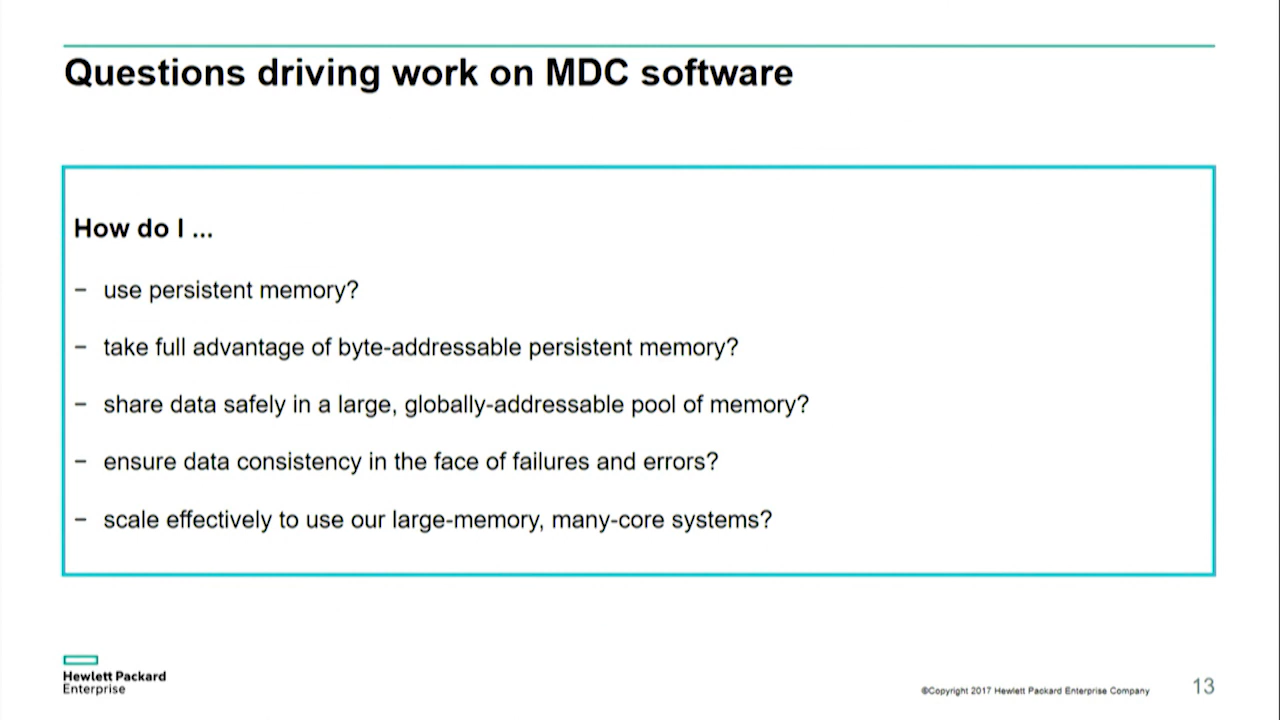 Questions driving work on MDC software
How do I ...
– use persistent memory?
– take full advantage of byte-addressable persistent memory?
– share data safely in a large, globally-addressable pool of memory?
– ensure data consistency in the face of failures and errors?
– scale effectively to use our large-memory, many-core systems?
Hewlett Packard
Enterprise
©Copyright 2017 Hewlett Packard Enterprise Company
13